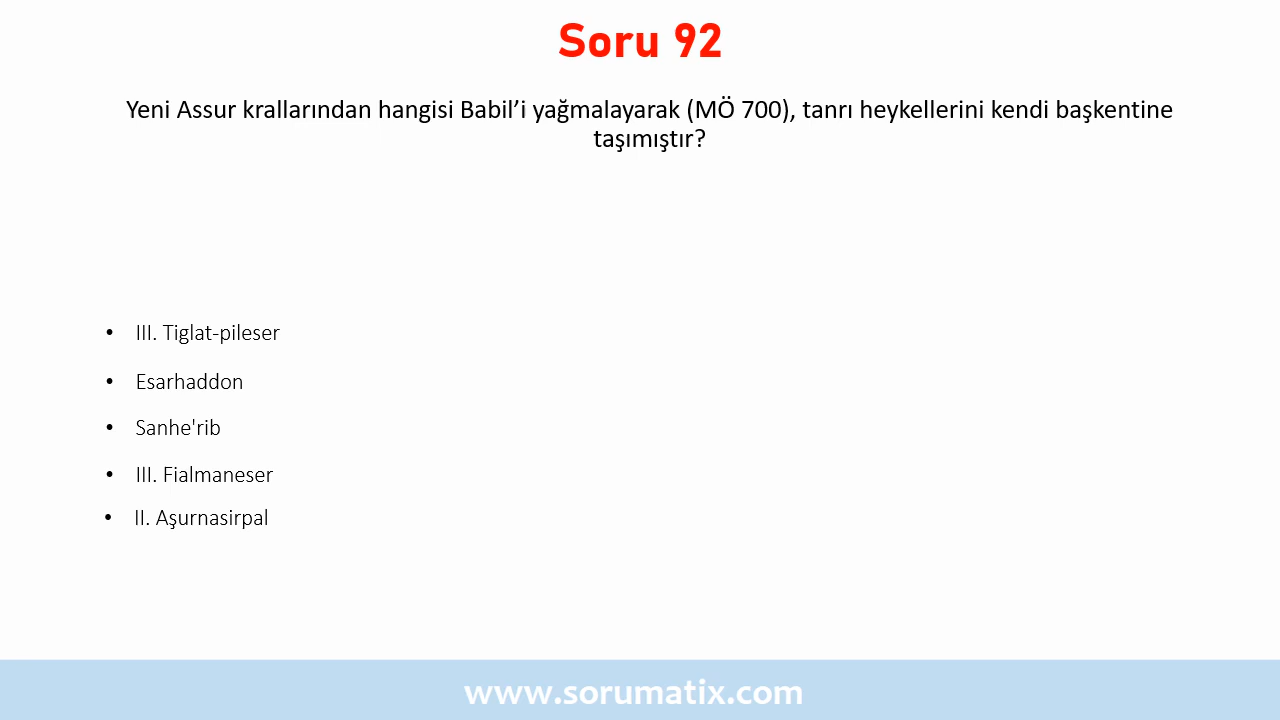 Soru 92
Yeni Assur krallarından hangisi Babil’i yağmalayarak (MÖ 700), tanrı heykellerini kendi başkentine
taşımıştır?
• III. Tiglat-pileser
• Esarhaddon
• Sanhe'rib
• III. Fialmaneser
• II. Aşurnasirpal
www.sorumatix.com